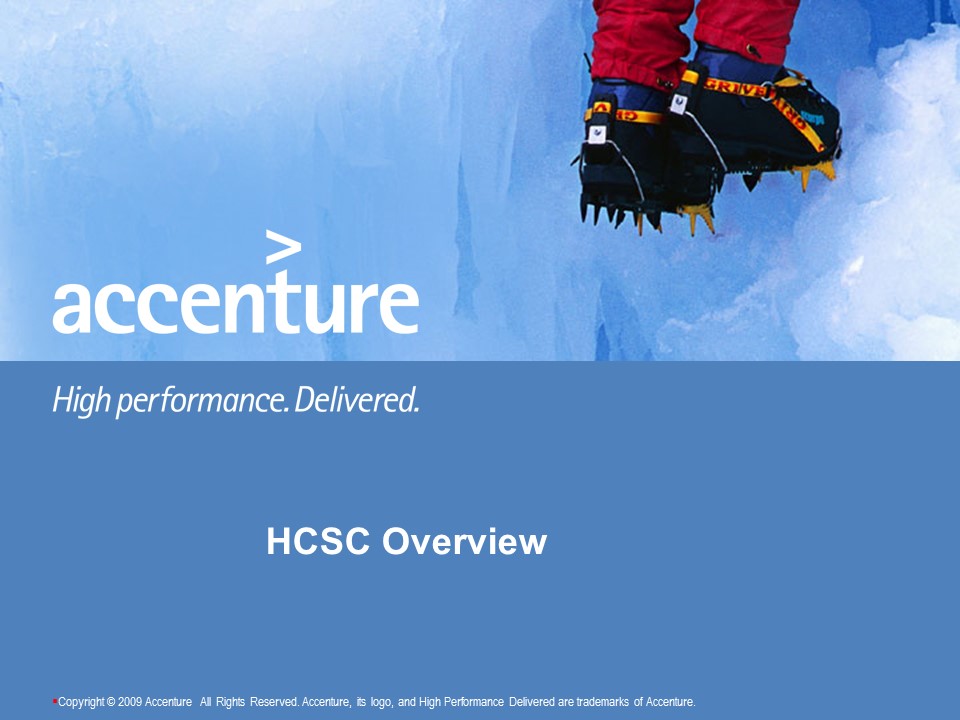 GRIVEL
>
accenture
High performance. Delivered.
HCSC Overview
▪Copyright © 2009 Accenture All Rights Reserved. Accenture, its logo, and High Performance Delivered are trademarks of Accenture.